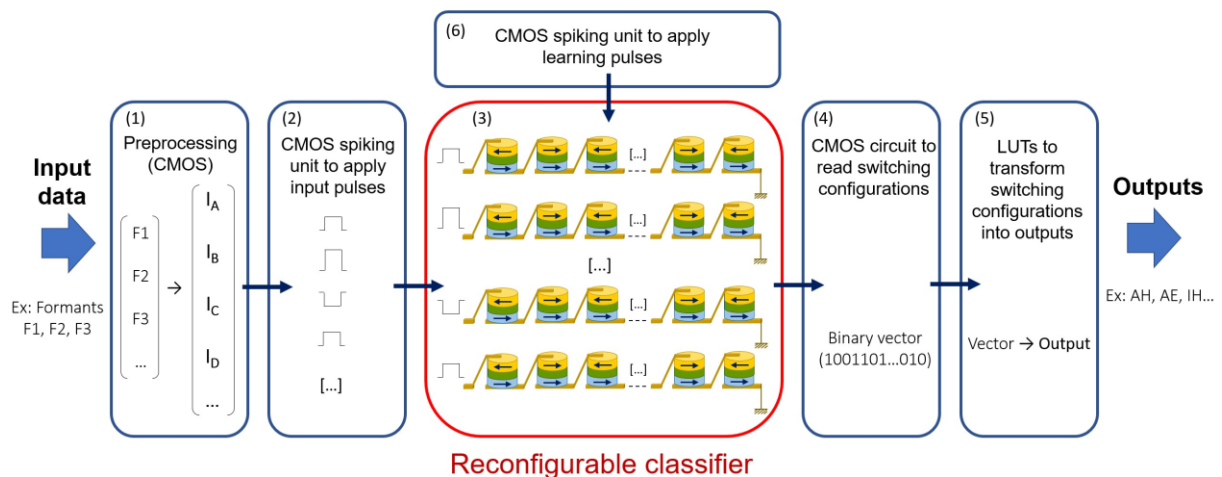 Input
data
Ex: Formants
F1, F2, F3
(1)
Preprocessing
(CMOS)
F1
F2
F3
...
→
I_A
I_B
I_C
I_D
...
(2)
CMOS spiking
unit to apply
input pulses
[...]
(6)
CMOS spiking unit to apply
learning pulses
(3)
[...]
[...]
[...]
[...]
[...]
Reconfigurable classifier
(4)
CMOS circuit to
read switching
configurations
Binary vector
(1001101...010)
(5)
LUTs to
transform
switching
configurations
into outputs
Vector → Output
Outputs
Ex: AH, AE, IH...